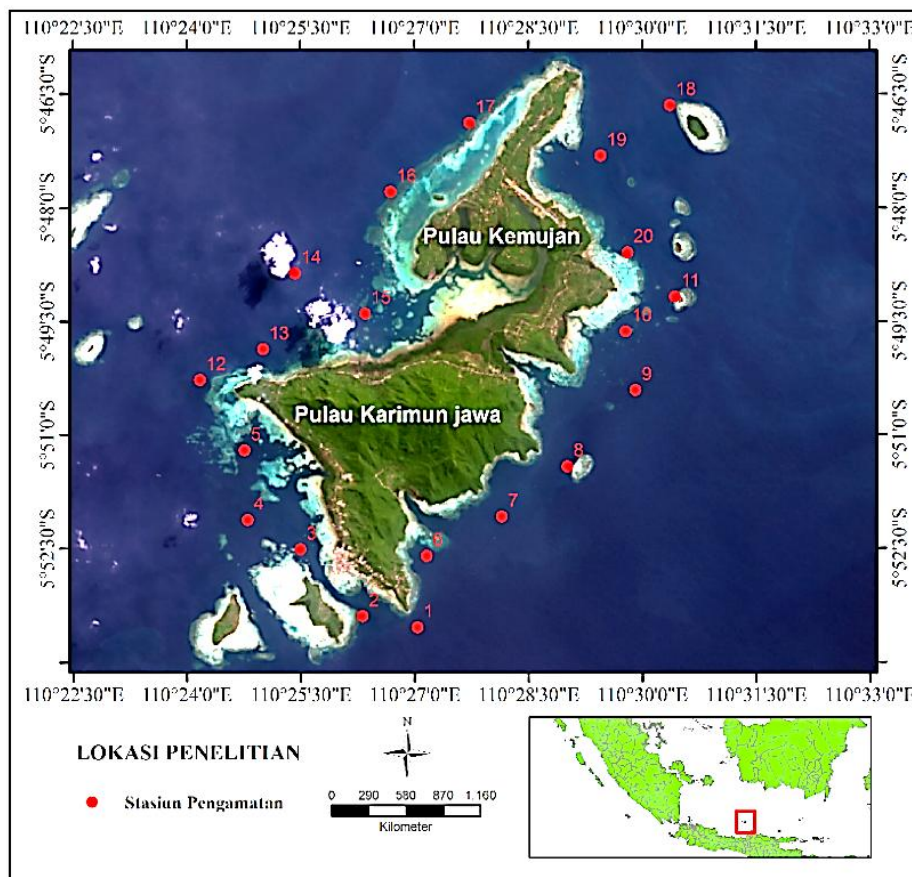 110°22'30"E 110°24'0"E 110°25'30"E 110°27'0"E 110°28'30"E 110°30'0"E 110°31'30"E 110°33'0"E
5°46'30"S 5°46'30"S
5°48'0"S 5°48'0"S
5°49'30"S 5°49'30"S
5°51'0"S 5°51'0"S
5°52'30"S 5°52'30"S
18
17
19
16
Pulau Kemujan
20
14
11
15
10
13
12
9
Pulau Karimun jawa
5
8
4
7
3
6
2
1
110°22'30"E 110°24'0"E 110°25'30"E 110°27'0"E 110°28'30"E 110°30'0"E 110°31'30"E 110°33'0"E
LOKASI PENELITIAN
Stasiun Pengamatan
N
0 290 580 870 1.160
Kilometer